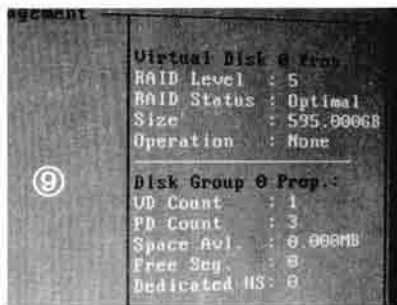 agement
Virtual Disk 0 Prop.
RAID Level : 5
RAID Status : Optimal
Size : 595.000GB
Operation : None
⑨
Disk Group 0 Prop.:
VD Count : 1
PD Count : 3
Space Avl. : 0.000MB
Free Seg. : 0
Dedicated HS: 0